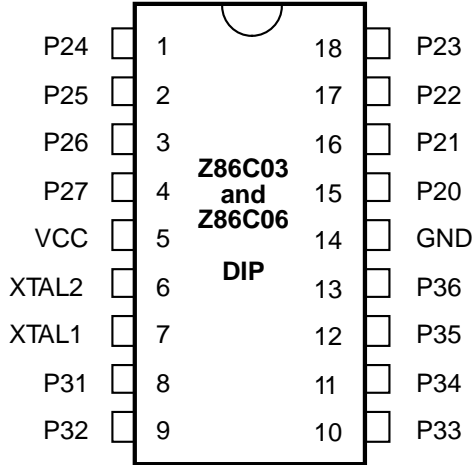 P24 1 18 P23
P25 2 17 P22
P26 3 16 P21
P27 4 15 P20
VCC 5 14 GND
XTAL2 6 13 P36
XTAL1 7 12 P35
P31 8 11 P34
P32 9 10 P33
Z86C03
and
Z86C06
DIP